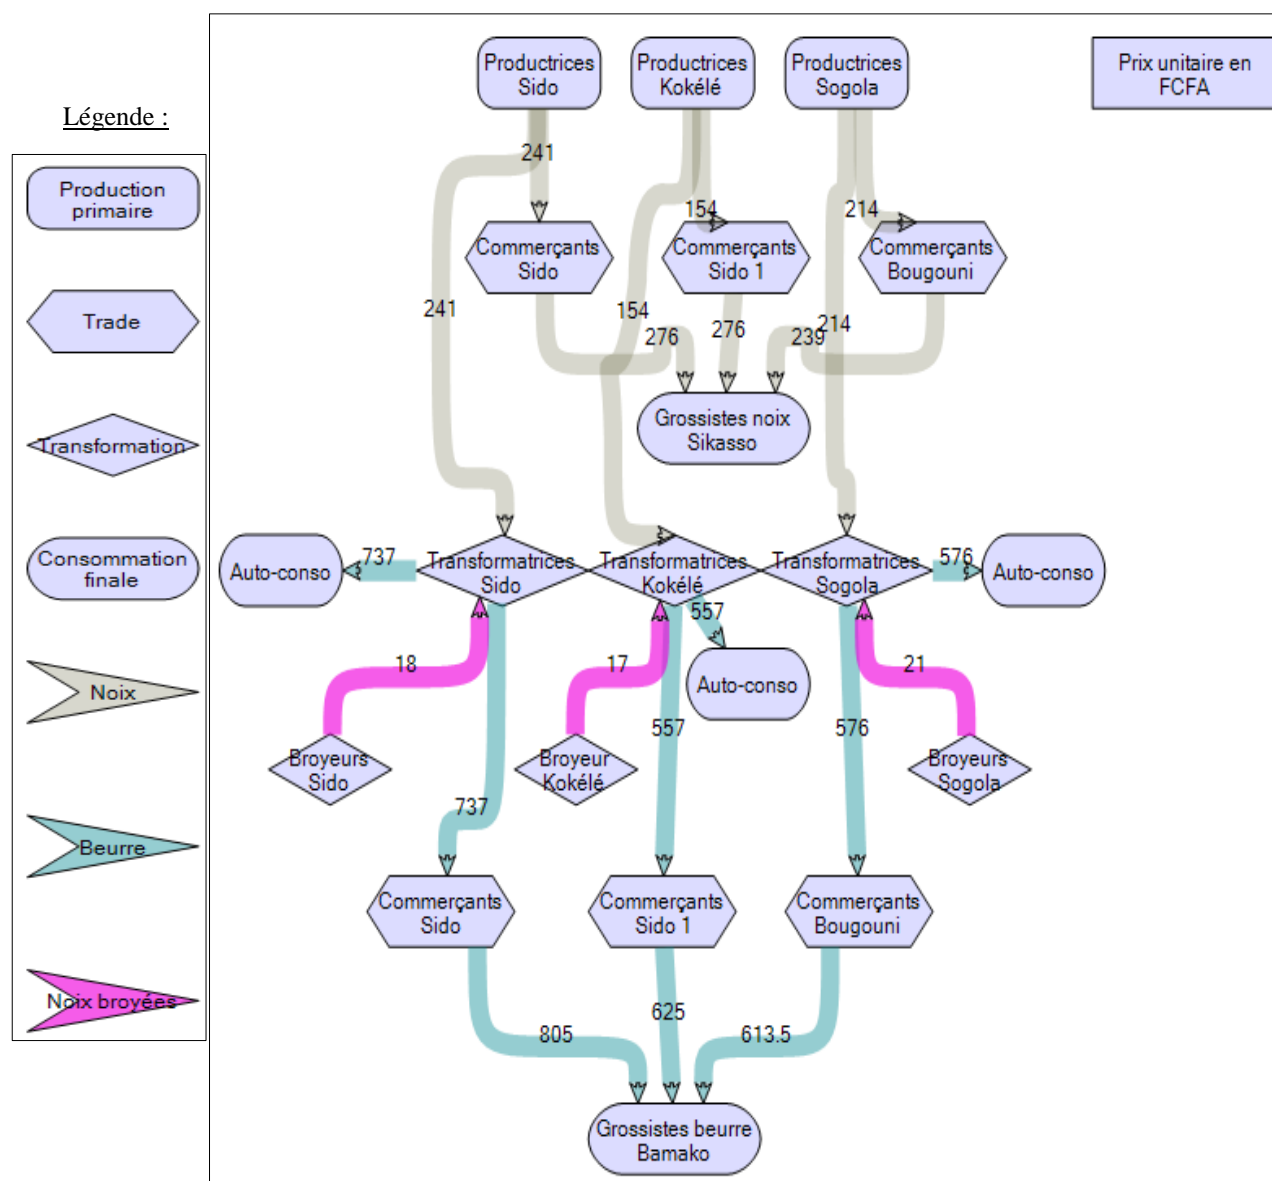 Légende :
Production
primaire
Trade
Transformation
Consommation
finale
Noix
Beurre
Noix broyées
Productrices
Sido
Productrices
Kokélé
Productrices
Sogola
Prix unitaire en
FCFA
241
154
214
Commerçants
Sido
Commerçants
Sido 1
Commerçants
Bougouni
241
154
276
276
239
214
Grossistes noix
Sikasso
Auto-conso
737
Transformatrices
Sido
Transformatrices
Kokélé
Transformatrices
Sogola
576
Auto-conso
557
18
17
21
Auto-conso
Broyeurs
Sido
Broyeur
Kokélé
Broyeurs
Sogola
737
557
576
Commerçants
Sido
Commerçants
Sido 1
Commerçants
Bougouni
805
625
613.5
Grossistes beurre
Bamako